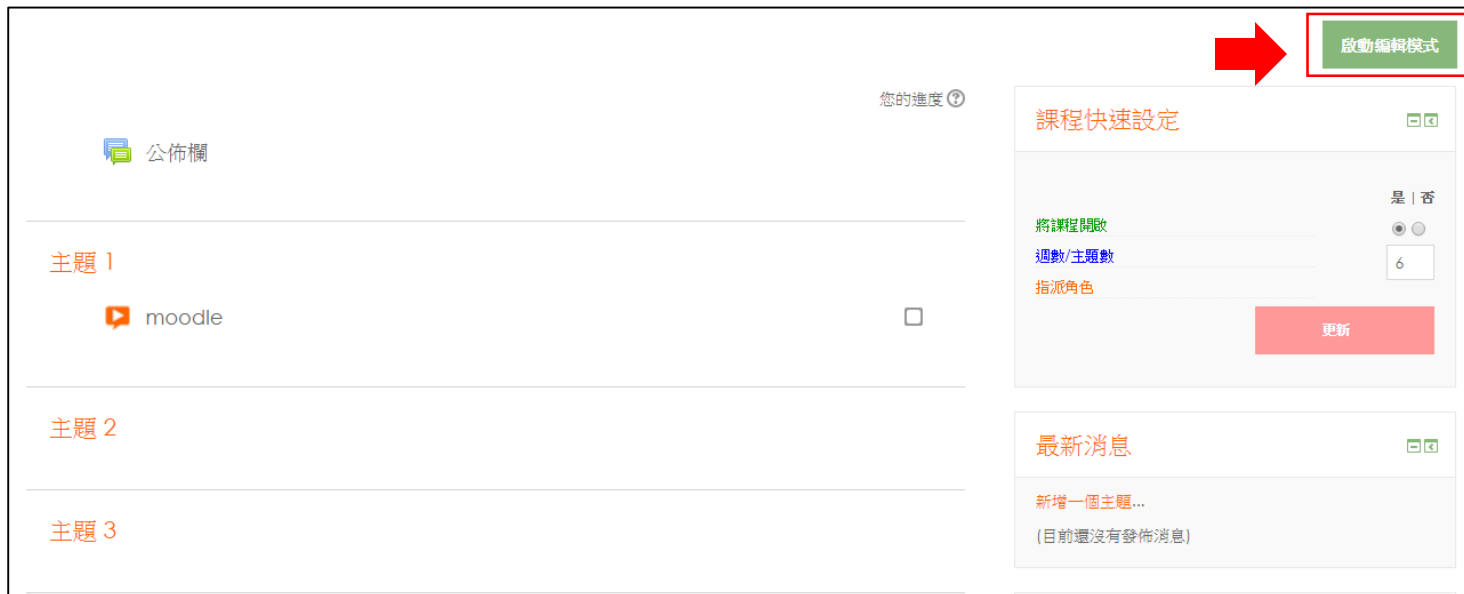 啟動編輯模式
您的進度
公佈欄
主題 1
moodle
主題 2
主題 3
課程快速設定
是 | 否
將課程開啟
週數/主題數
6
指派角色
更新
最新消息
新增一個主題...
(目前還沒有發佈消息)